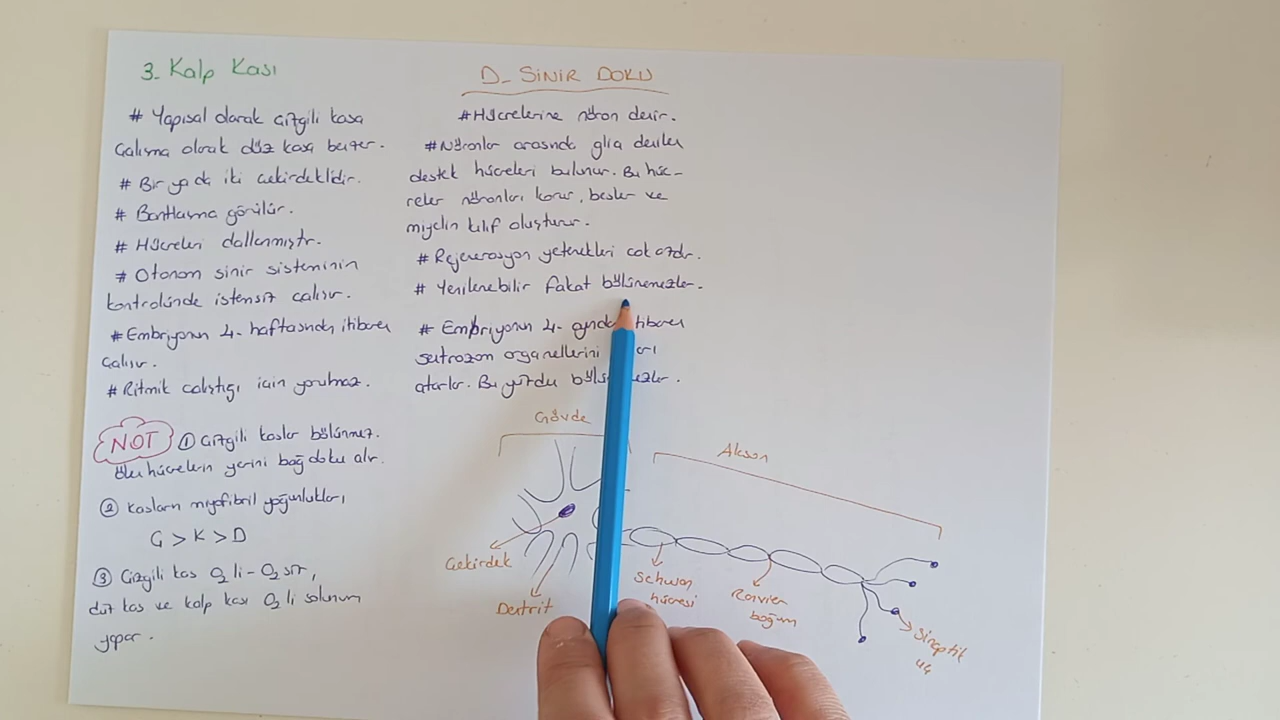 3. Kalp Kası
# Yapısal olarak çizgili kasa
çalışma olarak düz kasa benzer.
# Bir ya da iki çekirdeklidir.
# Bantlaşma görülür.
# Hücreleri dallanmıştır.
# Otonom sinir sisteminin
kontrolünde istemsiz çalışır.
# Embriyonun 4. haftasından itibaren
çalışır.
# Ritmik çalıştığı için yorulmaz.
NOT ① Çizgili kaslar bölünmez.
Ölen hücrelerin yerini bağ doku alır.
② Kasların miyofibril yoğunlukları,
Ç > K > D
③ Çizgili kas O₂ li - O₂ siz,
düz kas ve kalp kası O₂ li solunum
yapar.
D- SİNİR DOKU
# Hücrelerine nöron denir.
# Nöronlar arasında glia denilen
destek hücreleri bulunur. Bu hüc-
reler nöronları korur, besler ve
miyelin kılıf oluşturur.
# Rejenerasyon yetenekleri çok azdır.
# Yenilenebilir fakat bölünemezler.
# Embriyonun 4. itibaren
sentrozom organellerini
atarlar. Bu yüzden
Gövde
Akson
Çekirdek
Dentrit
Schwan
hücresi
Ranvier
boğum
Sinaptik
uç